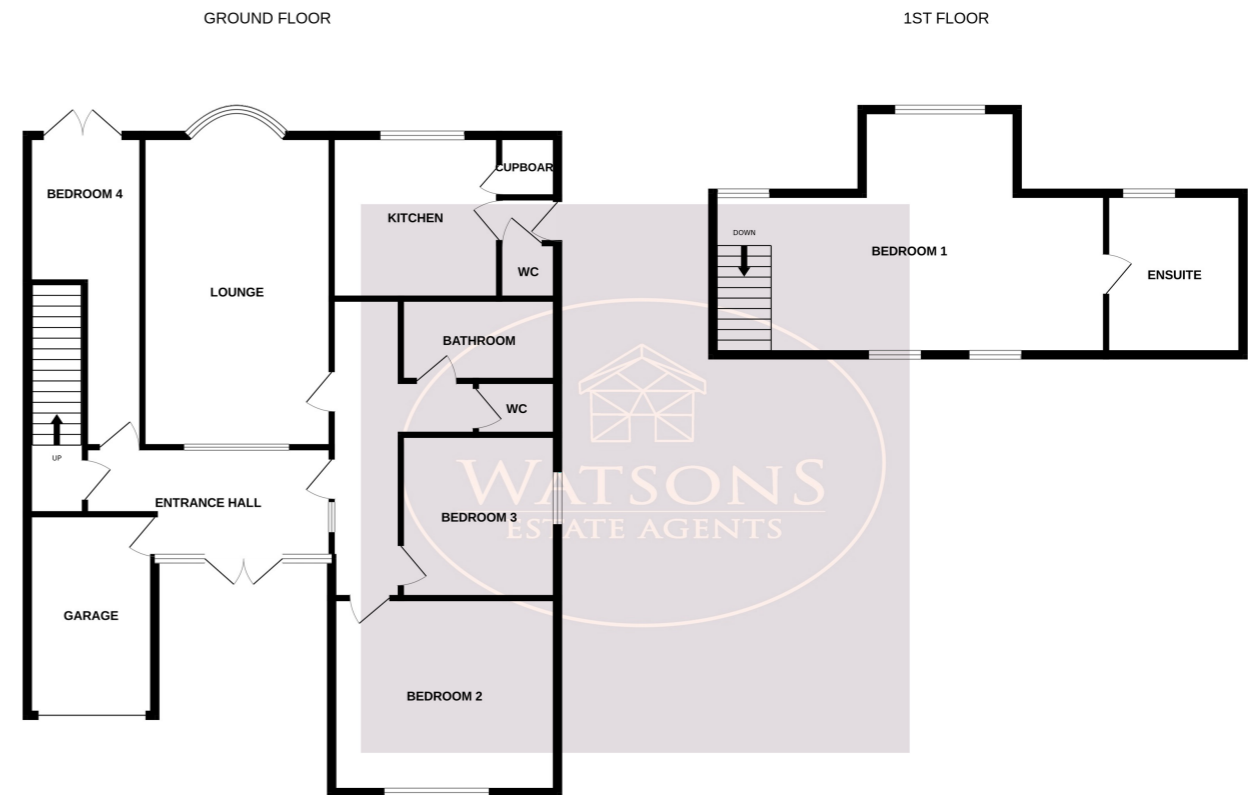 GROUND FLOOR
1ST FLOOR
BEDROOM 4
CUPBOAR
KITCHEN
WC
LOUNGE
BATHROOM
WC
UP
ENTRANCE HALL
BEDROOM 3
GARAGE
BEDROOM 2
DOWN
BEDROOM 1
ENSUITE
WATSONS
ESTATE AGENTS